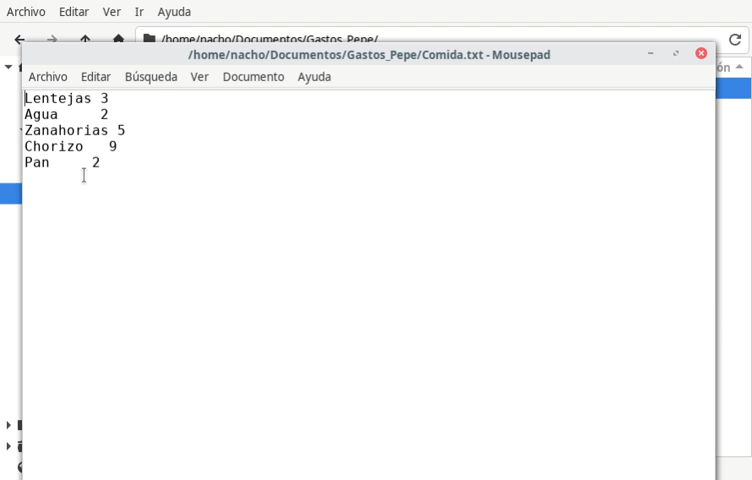 Archivo Editar Ver Ir Ayuda
/home/nacho/Documentos/Gastos_Pepe/
/home/nacho/Documentos/Gastos_Pepe/Comida.txt - Mousepad
Archivo Editar Búsqueda Ver Documento Ayuda
Lentejas 3
Agua     2
Zanahorias 5
Chorizo   9
Pan     2